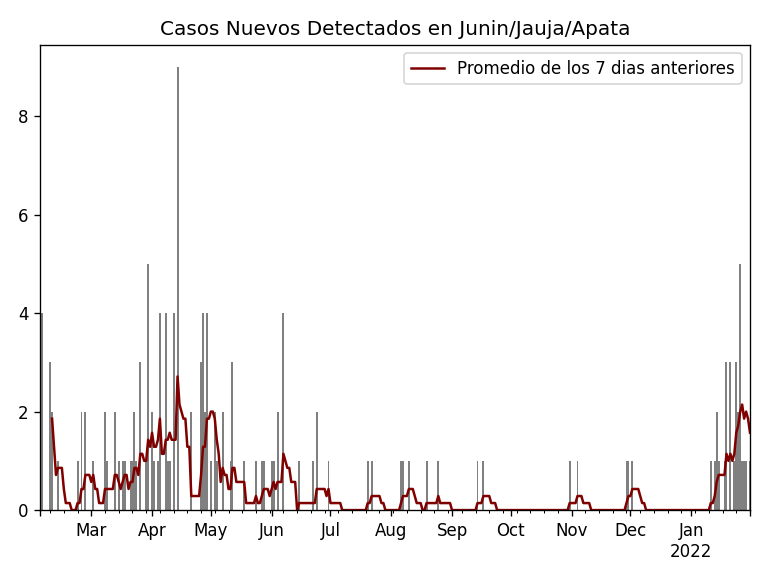 Casos Nuevos Detectados en Junin/Jauja/Apata
Promedio de los 7 dias anteriores
8
6
4
2
0
Mar Apr May Jun Jul Aug Sep Oct Nov Dec Jan
2022